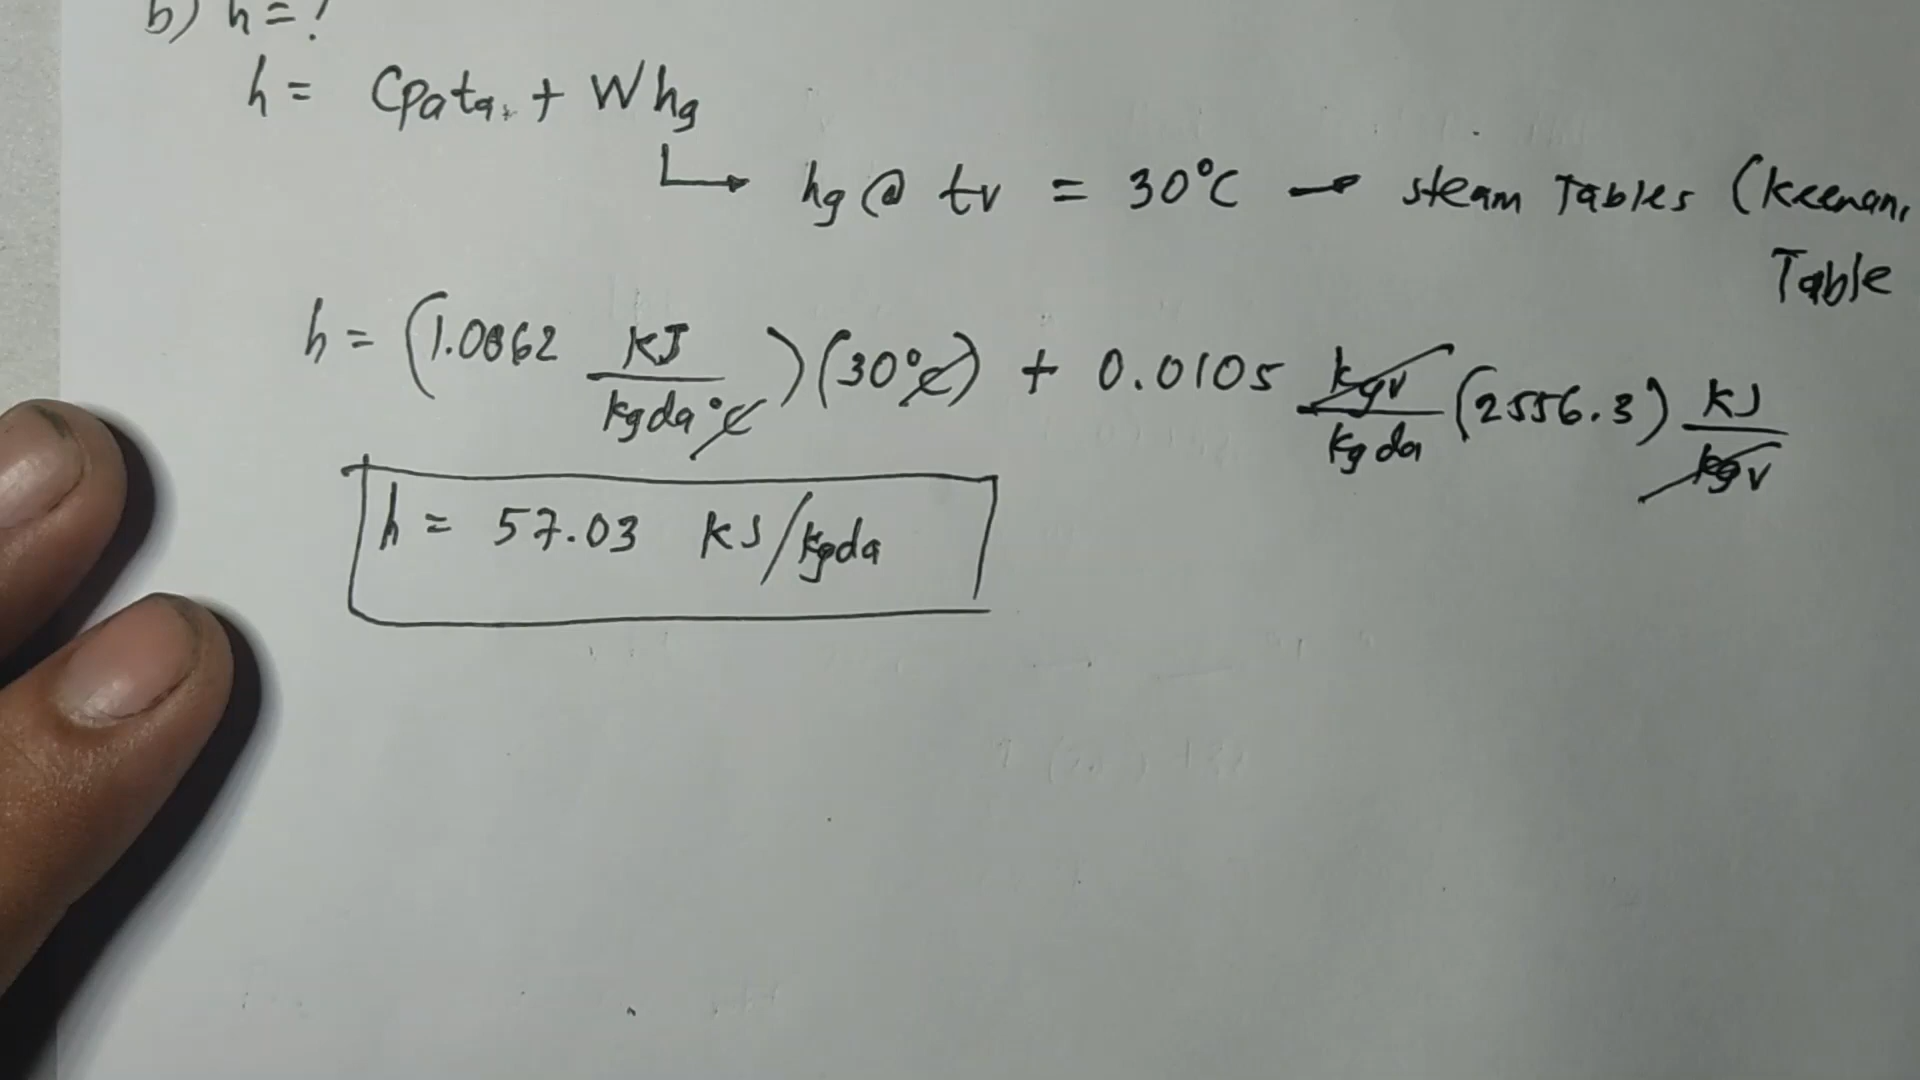 b) h = ?
h = Cpata + Whg
hg @ tv = 30°C → steam Tables (Keenan,
Table
h = (1.0062 kJ/kgda°C)(30°C) + 0.0105 kgv/kgda (2556.3) kJ/kgv
h = 57.03 kJ/kgda